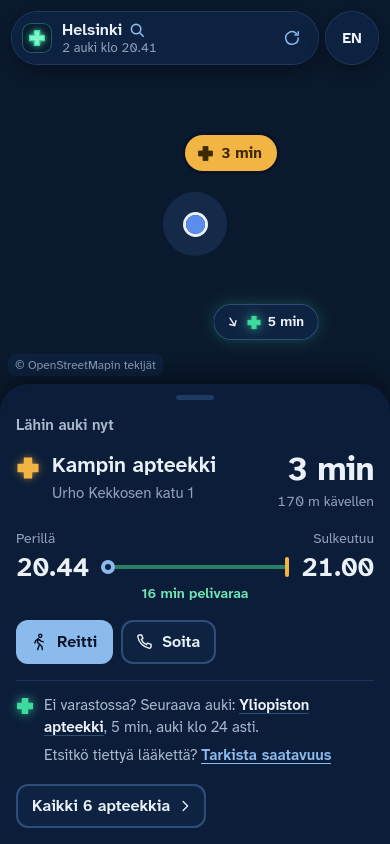 Helsinki
2 auki klo 20.41
EN
3 min
5 min
© OpenStreetMapin tekijät
Lähin auki nyt
Kampin apteekki
3 min
Urho Kekkosen katu 1
170 m kävellen
Perillä
Sulkeutuu
20.44
21.00
16 min pelivaraa
Reitti
Soita
Ei varastossa? Seuraava auki: Yliopiston
apteekki, 5 min, auki klo 24 asti.
Etsitkö tiettyä lääkettä? Tarkista saatavuus
Kaikki 6 apteekkia